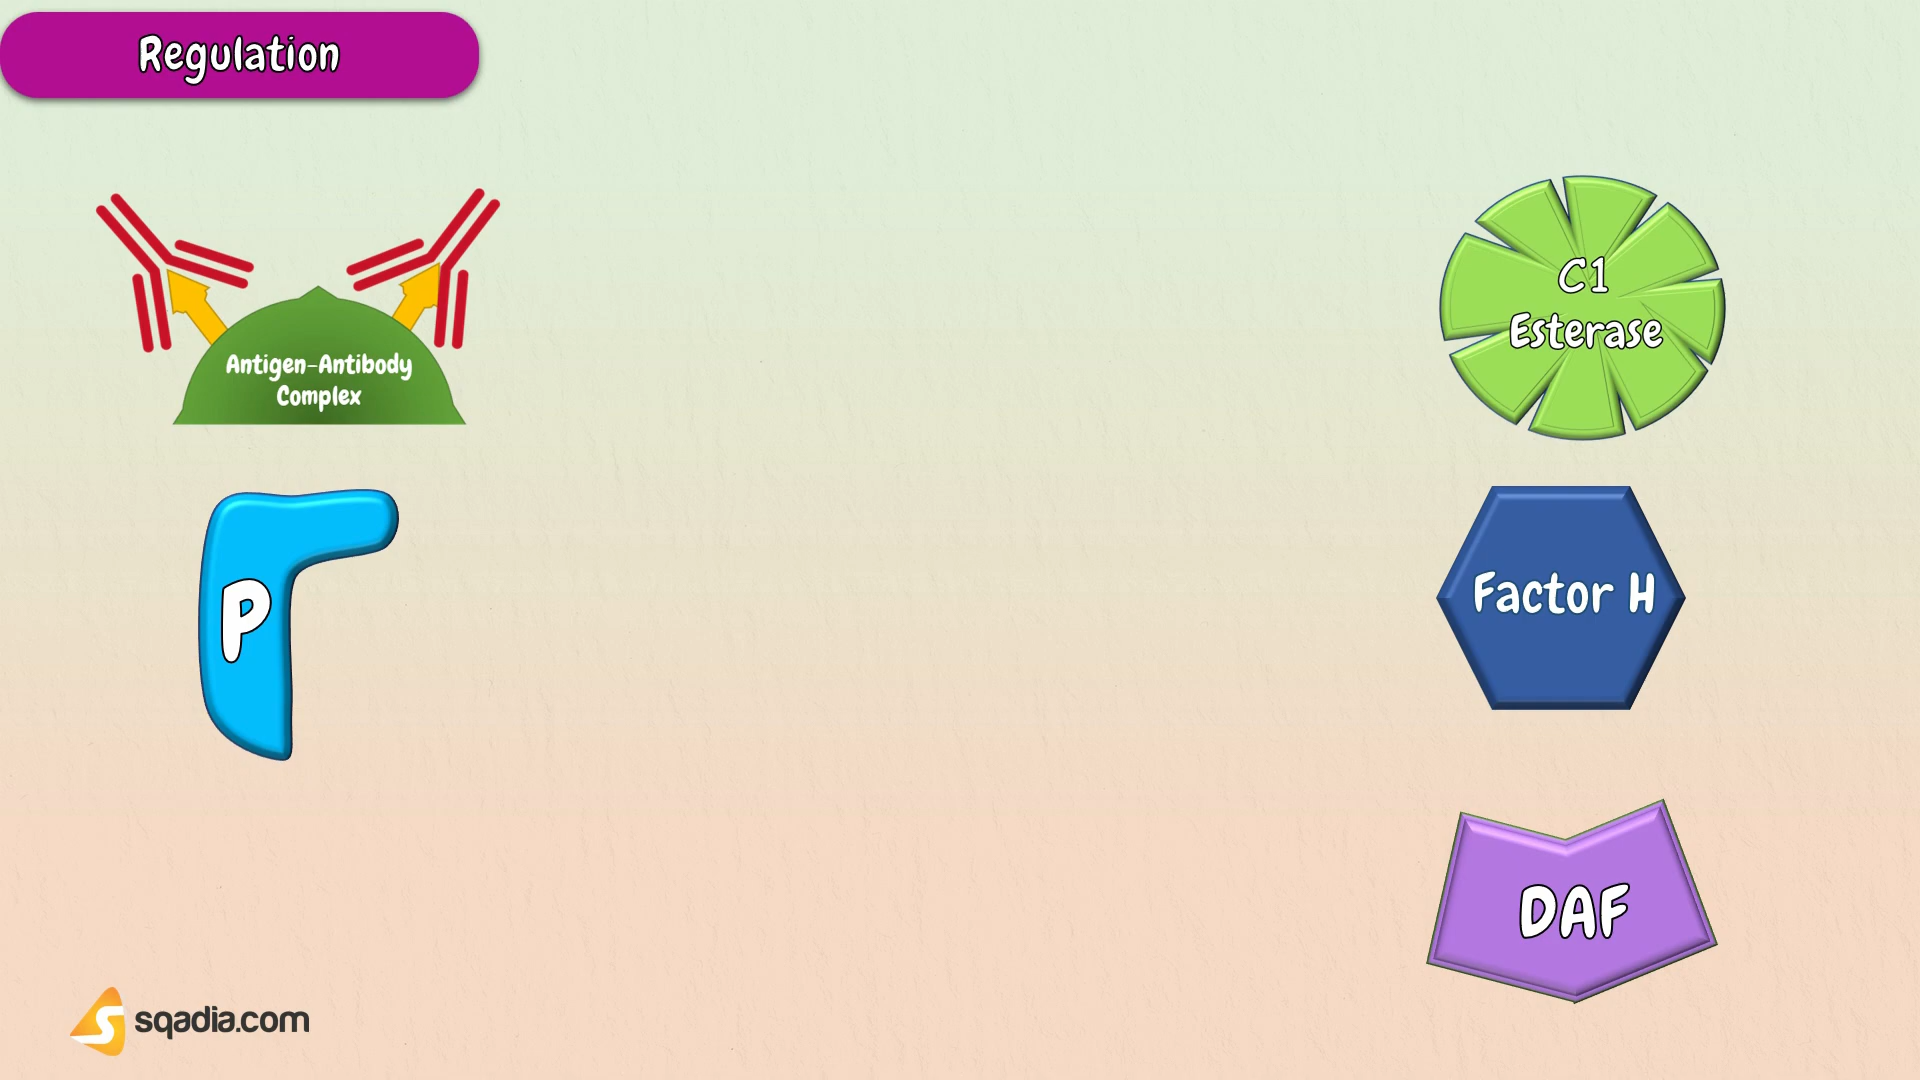 Regulation
Antigen-Antibody
Complex
C1
Esterase
P
Factor H
DAF
sqadia.com